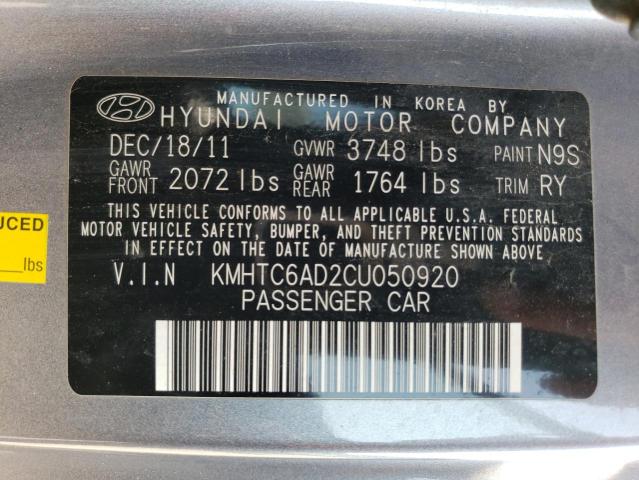 MANUFACTURED IN KOREA BY
HYUNDAI MOTOR COMPANY
DEC/18/11 GVWR 3748 lbs PAINT N9S
GAWR FRONT 2072 lbs GAWR REAR 1764 lbs TRIM RY
THIS VEHICLE CONFORMS TO ALL APPLICABLE U.S.A. FEDERAL
MOTOR VEHICLE SAFETY, BUMPER, AND THEFT PREVENTION STANDARDS
IN EFFECT ON THE DATE OF MANUFACTURE SHOWN ABOVE
V.I.N KMHTC6AD2CU050920
PASSENGER CAR
UCED
lbs